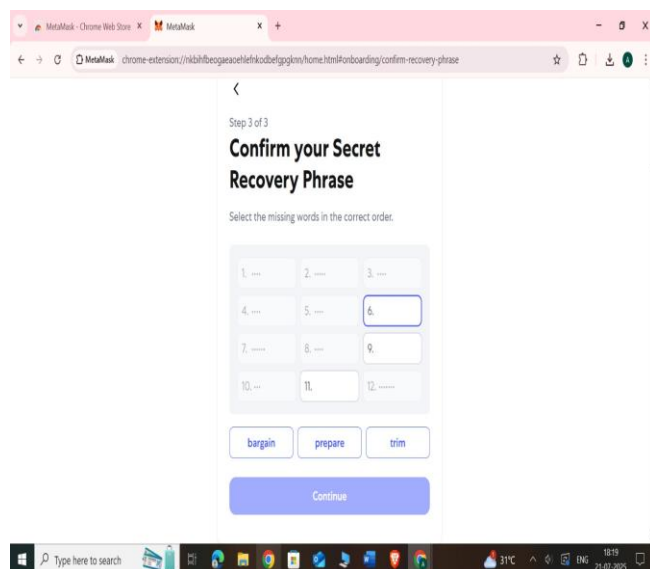 MetaMask - Chrome Web Store
MetaMask
MetaMask chrome-extension://nkbihfbeogaeaoehlefnkodbefgpgknn/home.html#onboarding/confirm-recovery-phrase
Step 3 of 3
Confirm your Secret
Recovery Phrase
Select the missing words in the correct order.
1. ···· 2. ····· 3. ····
4. ···· 5. ···· 6.
7. ······ 8. ···· 9.
10. ··· 11. 12. ·······
bargain prepare trim
Continue
Type here to search 31°C ENG 18:19
21-07-2025